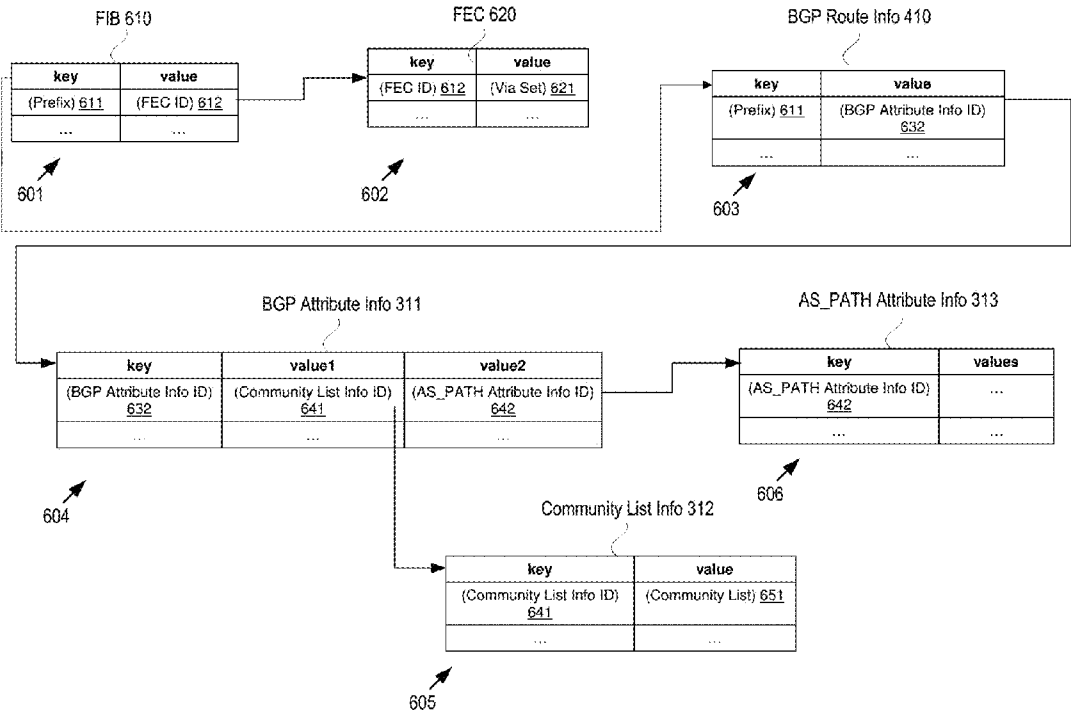 FIB 610
key value
(Prefix) 611 (FEC ID) 612
... ...
601
FEC 620
key value
(FEC ID) 612 (Via Set) 621
... ...
602
BGP Route Info 410
key value
(Prefix) 611 (BGP Attribute Info ID)
632
... ...
603
BGP Attribute Info 311
key value1 value2
(BGP Attribute Info ID) (Community List Info ID) (AS_PATH Attribute Info ID)
632 641 642
... ... ...
604
AS_PATH Attribute Info 313
key values
(AS_PATH Attribute Info ID) ...
642
... ...
606
Community List Info 312
key value
(Community List Info ID) (Community List) 651
641
... ...
605